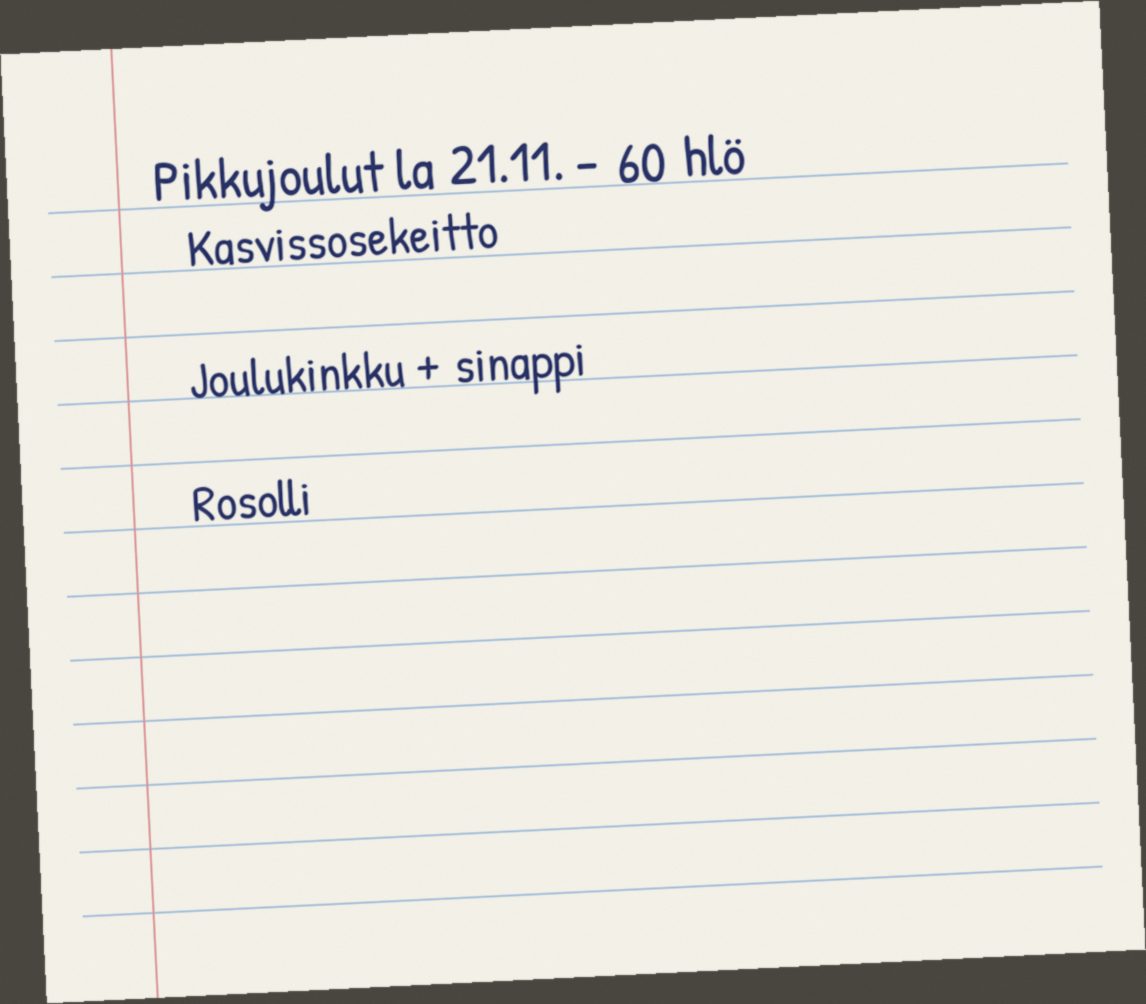 Pikkujoulut la 21.11. - 60 hlö
Kasvissosekeitto
Joulukinkku + sinappi
Rosolli